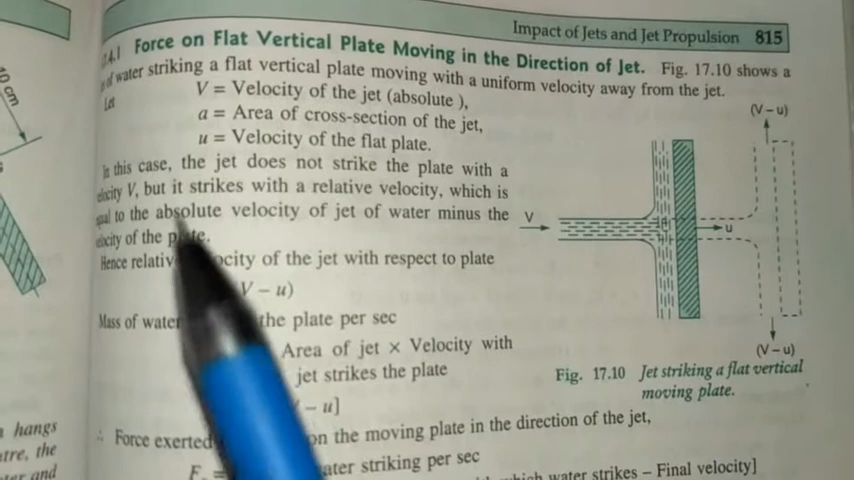 Impact of Jets and Jet Propulsion 815
Force on Flat Vertical Plate Moving in the Direction of Jet. Fig. 17.10 shows a
of water striking a flat vertical plate moving with a uniform velocity away from the jet.
Let
V = Velocity of the jet (absolute),
a = Area of cross-section of the jet,
u = Velocity of the flat plate.
In this case, the jet does not strike the plate with a
V, but it strikes with a relative velocity, which is
to the absolute velocity of jet of water minus the
of the
Hence of the jet with respect to plate
V – u)
Mass of water the plate per sec
Area of jet × Velocity with
jet strikes the plate
– u]
∴ Force exerted on the moving plate in the direction of the jet,
striking per sec
which water strikes – Final velocity]
10 cm
hangs
the
and
(V – u)
V
u
(V – u)
Fig. 17.10 Jet striking a flat vertical
moving plate.